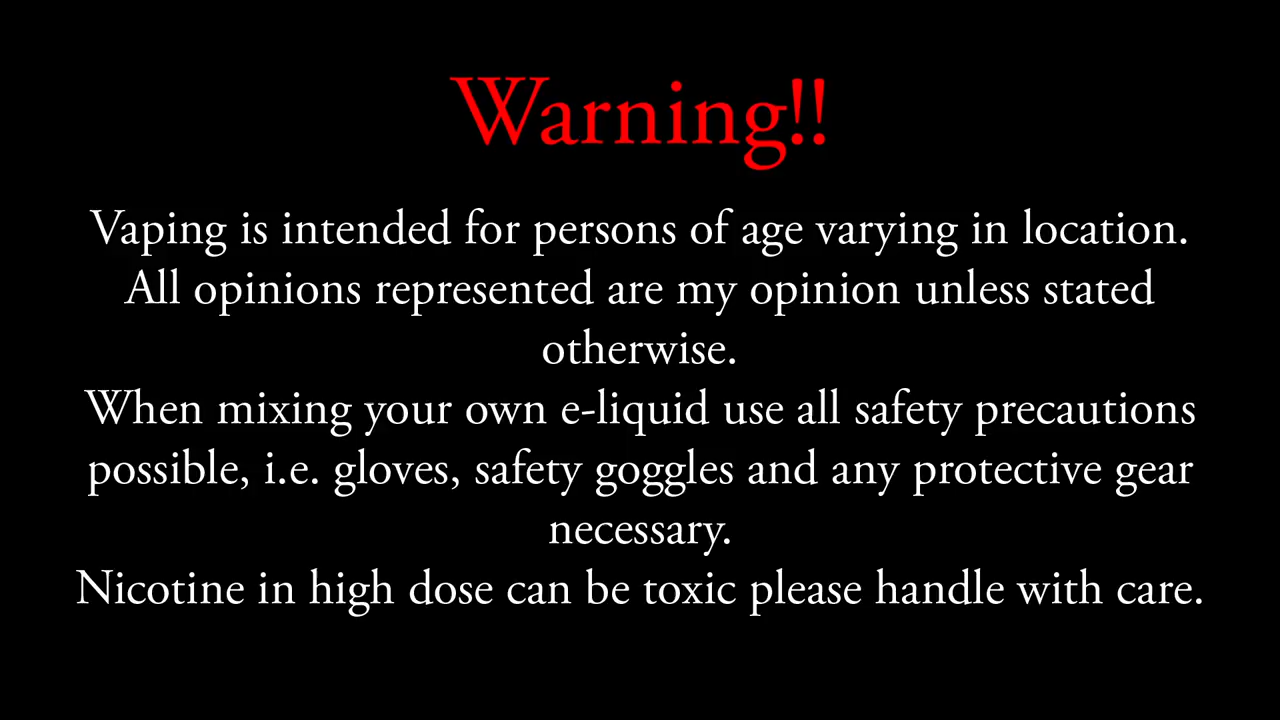 Warning!!
Vaping is intended for persons of age varying in location.
All opinions represented are my opinion unless stated
otherwise.
When mixing your own e-liquid use all safety precautions
possible, i.e. gloves, safety goggles and any protective gear
necessary.
Nicotine in high dose can be toxic please handle with care.